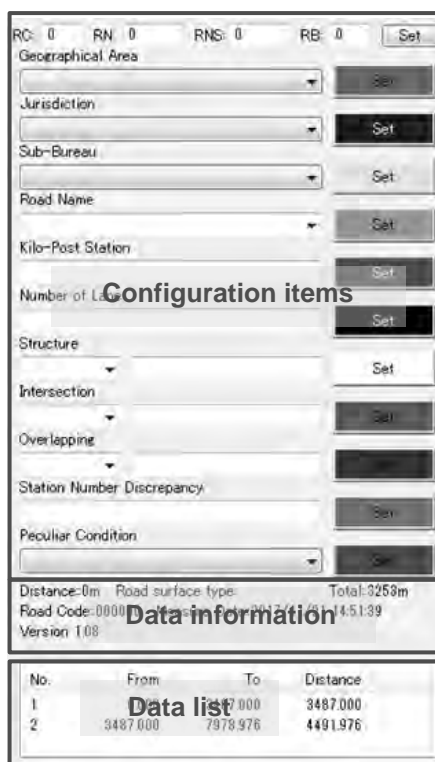 RC: 0 RN: 0 RNS: 0 RB: 0 Set
Geographical Area
Set
Jurisdiction
Set
Sub-Bureau
Set
Road Name
Set
Kilo-Post Station
Set
Configuration items
Number of Lane
Set
Structure
Set
Intersection
Set
Overlapping
Station Number Discrepancy
Set
Peculiar Condition
Set
Distance:0m Road surface type: Total:3253m
Road Code: 14:51:39
Data information
Version 1.08
No. From To Distance
1 3487.000 3487.000
Data list
2 3487.000 7978.976 4491.976